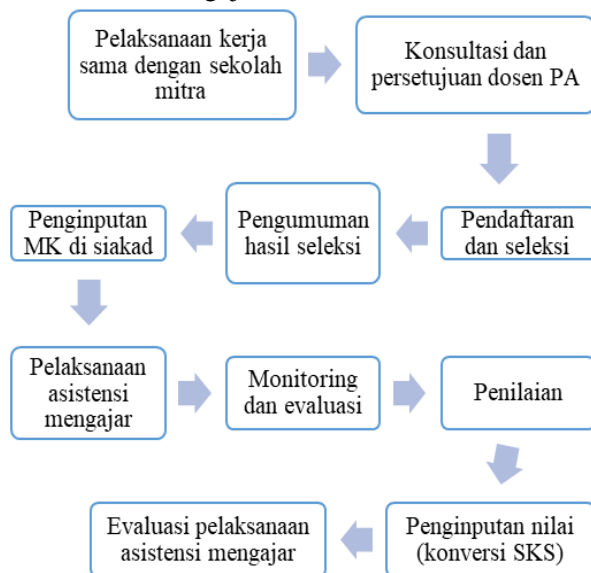 Pelaksanaan kerja
sama dengan sekolah
mitra
Konsultasi dan
persetujuan dosen PA
Pendaftaran
dan seleksi
Pengumuman
hasil seleksi
Penginputan
MK di siakad
Pelaksanaan
asistensi
mengajar
Monitoring
dan evaluasi
Penilaian
Penginputan nilai
(konversi SKS)
Evaluasi pelaksanaan
asistensi mengajar